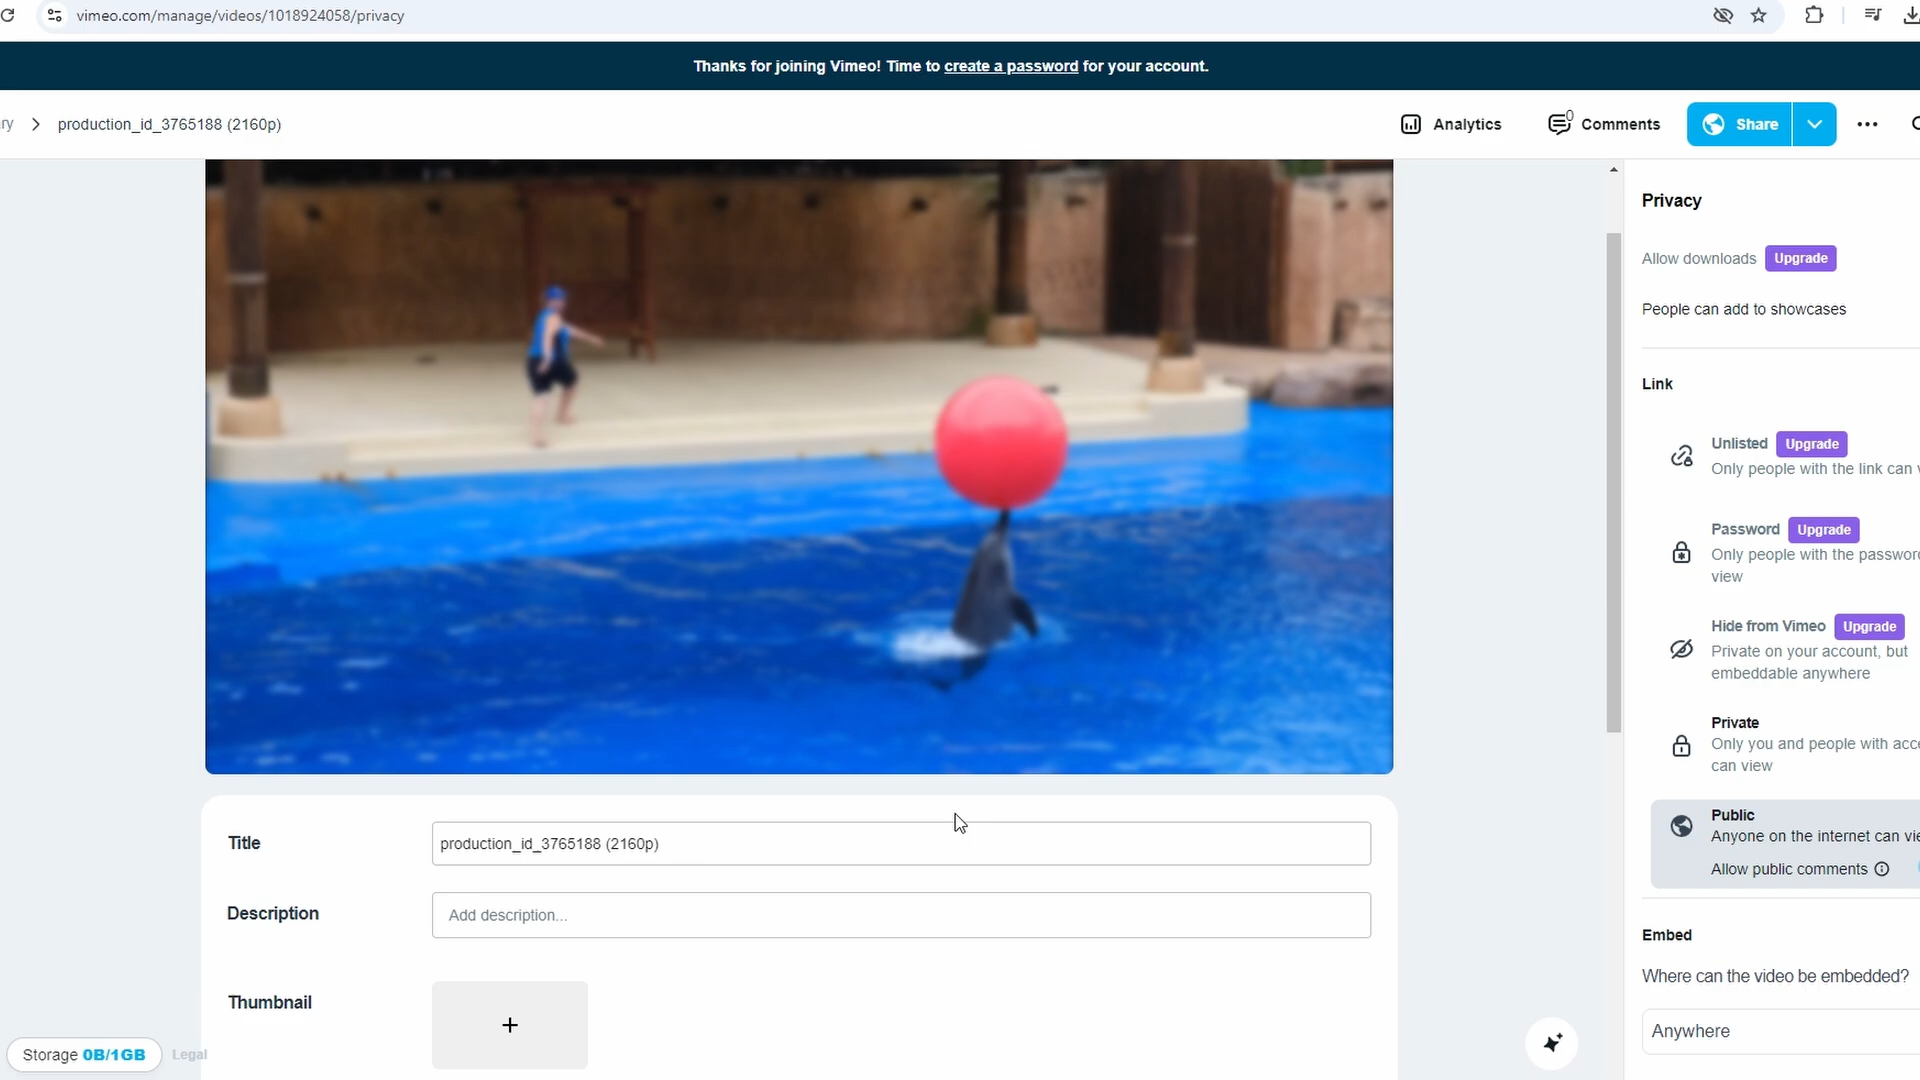 vimeo.com/manage/videos/1018924058/privacy
Thanks for joining Vimeo! Time to create a password for your account.
ry > production_id_3765188 (2160p)
Analytics
0
Comments
Share
Privacy
Allow downloads Upgrade
People can add to showcases
Link
Unlisted Upgrade
Only people with the link can
Password Upgrade
Only people with the password
view
Hide from Vimeo Upgrade
Private on your account, but
embeddable anywhere
Private
Only you and people with acce
can view
Public
Anyone on the internet can vie
Allow public comments
Embed
Where can the video be embedded?
Anywhere
Title
production_id_3765188 (2160p)
Description
Add description...
Thumbnail
+
Storage 0B/1GB
Legal